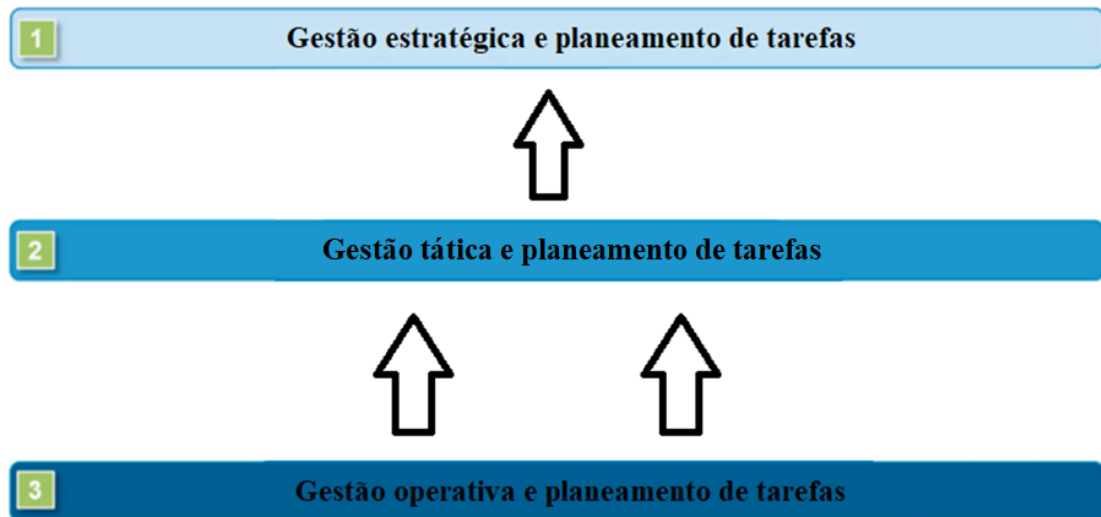 1 Gestão estratégica e planeamento de tarefas
2 Gestão tática e planeamento de tarefas
3 Gestão operativa e planeamento de tarefas